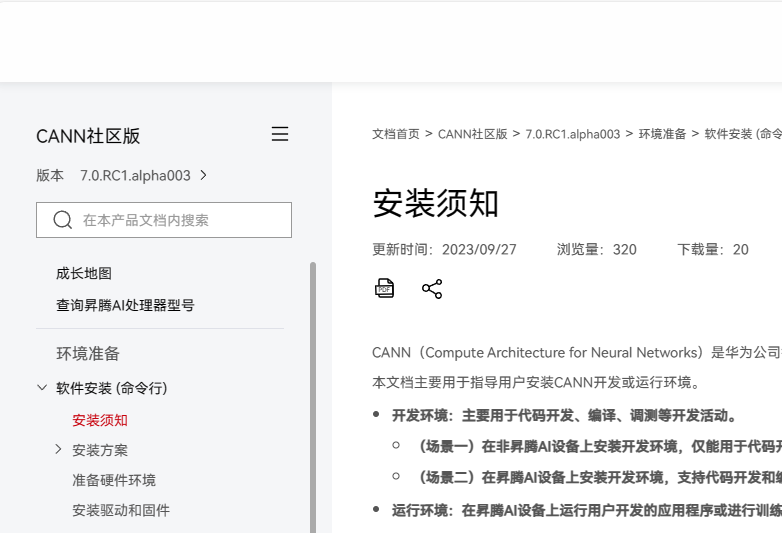 CANN社区版
版本 7.0.RC1.alpha003 >
在本产品文档内搜索
成长地图
查询昇腾AI处理器型号
环境准备
软件安装 (命令行)
安装须知
安装方案
准备硬件环境
安装驱动和固件
文档首页 > CANN社区版 > 7.0.RC1.alpha003 > 环境准备 > 软件安装 (命令
安装须知
更新时间：2023/09/27 浏览量：320 下载量：20
PDF
CANN（Compute Architecture for Neural Networks）是华为公司
本文档主要用于指导用户安装CANN开发或运行环境。
开发环境：主要用于代码开发、编译、调测等开发活动。
（场景一）在非昇腾AI设备上安装开发环境，仅能用于代码开
（场景二）在昇腾AI设备上安装开发环境，支持代码开发和编
运行环境：在昇腾AI设备上运行用户开发的应用程序或进行训练